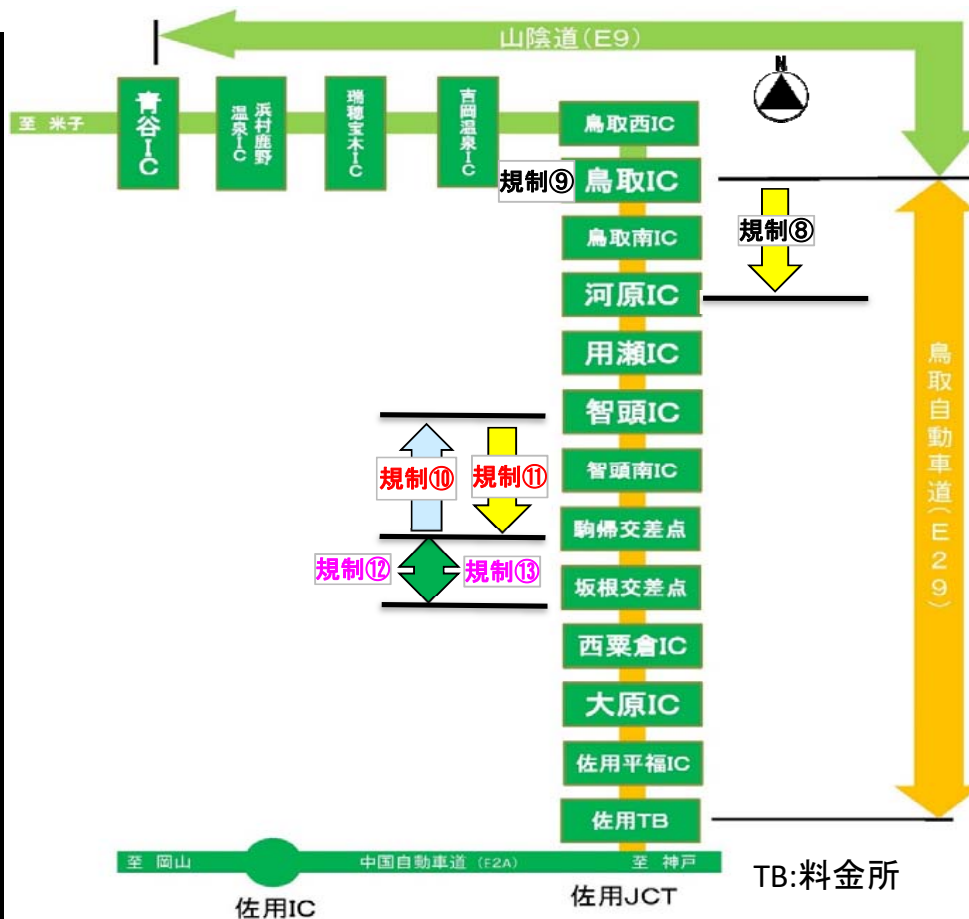 山陰道(E9)
N
至 米子
青谷IC
浜村鹿野
温泉IC
瑞穂宝木IC
吉岡温泉IC
鳥取西IC
規制⑨
鳥取IC
規制⑧
鳥取南IC
河原IC
用瀬IC
智頭IC
規制⑩
規制⑪
智頭南IC
駒帰交差点
規制⑫
規制⑬
坂根交差点
西粟倉IC
大原IC
佐用平福IC
佐用TB
鳥取自動車道(E29)
至 岡山
中国自動車道 (E2A)
至 神戸
佐用IC
佐用JCT
TB:料金所